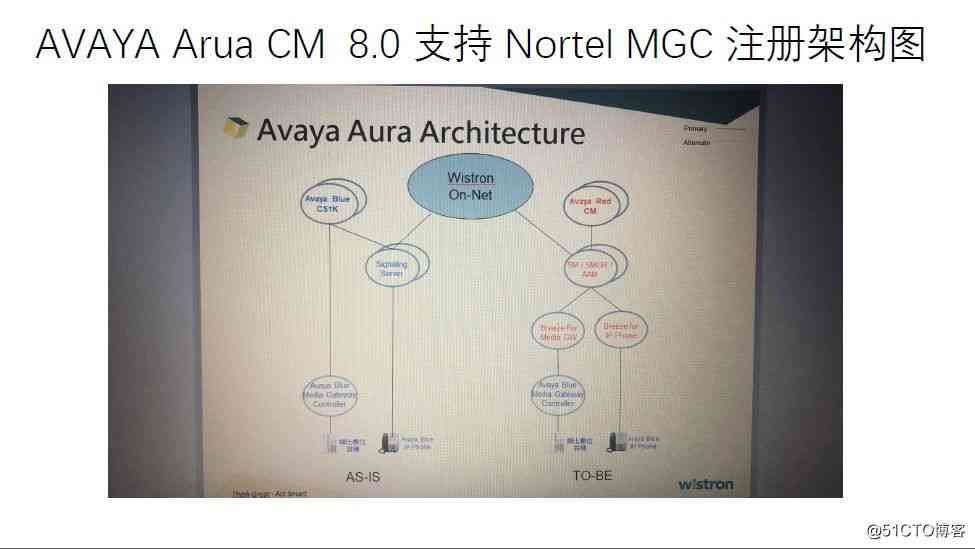 AVAYA Arua CM 8.0 支持 Nortel MGC 注册架构图
Avaya Aura Architecture
Primary
Alternate
Wistron
On-Net
Avaya Blue
CS1K
Avaya Red
CM
Signaling
Server
SM / SMGR /
AAM
Breeze For
Media GW
Breeze for
IP Phone
Avaya Blue
Media Gateway
Controller
Avaya Blue
Media Gateway
Controller
Avaya Blue
IP Phone
Avaya Blue
IP Phone
AS-IS
TO-BE
Think Great · Act Smart
wistron
@51CTO博客